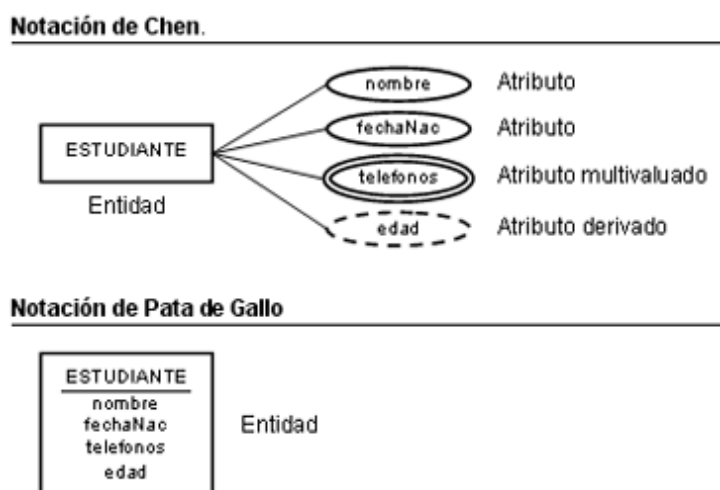 Notación de Chen.
nombre Atributo
fechaNac Atributo
ESTUDIANTE
telefonos Atributo multivaluado
Entidad
edad Atributo derivado
Notación de Pata de Gallo
ESTUDIANTE
nombre
fechaNac
Entidad
telefonos
edad